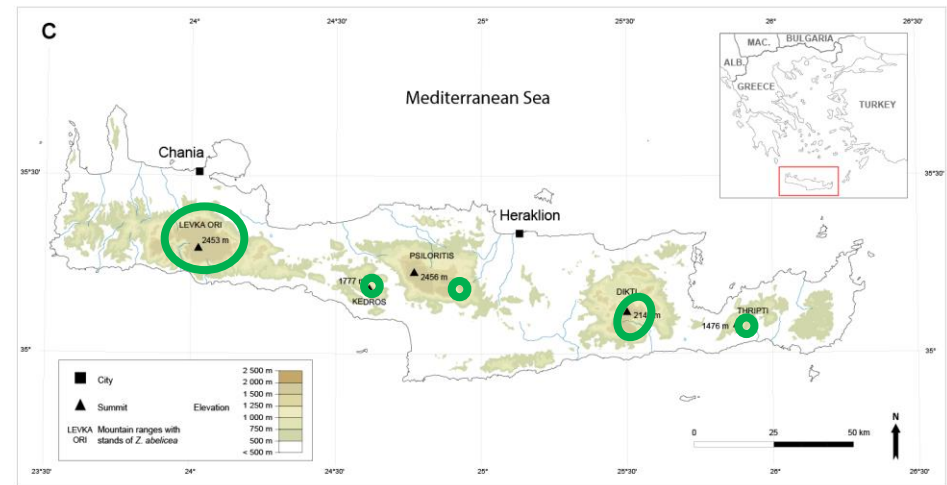 C
24°
24°30'
25°
25°30'
26°
26°30'
MAC.
BULGARIA
ALB.
GREECE
TURKEY
Mediterranean Sea
Chania
35°30'
35°30'
Heraklion
LEVKA ORI
2453 m
PSILORITIS
1777 m
2456 m
KEDROS
DIKTI
THRIPTI
1476 m
35°
35°
City
Summit
LEVKA ORI
Mountain ranges with
stands of Z. abelicea
Elevation
2 500 m
2 000 m
1 500 m
1 250 m
1 000 m
750 m
500 m
< 500 m
N
0
25
50 km
23°30'
24°
24°30'
25°
25°30'
26°
26°30'